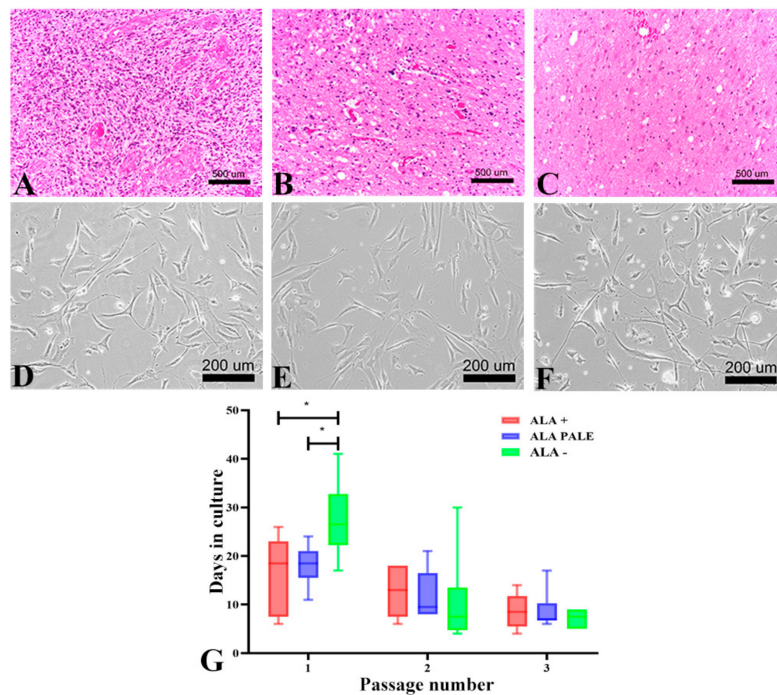 500 um
500 um
500 um
A
B
C
200 um
200 um
200 um
D
E
F
50
40
30
20
10
0
Days in culture
*
*
ALA +
ALA PALE
ALA -
1
2
3
G
Passage number